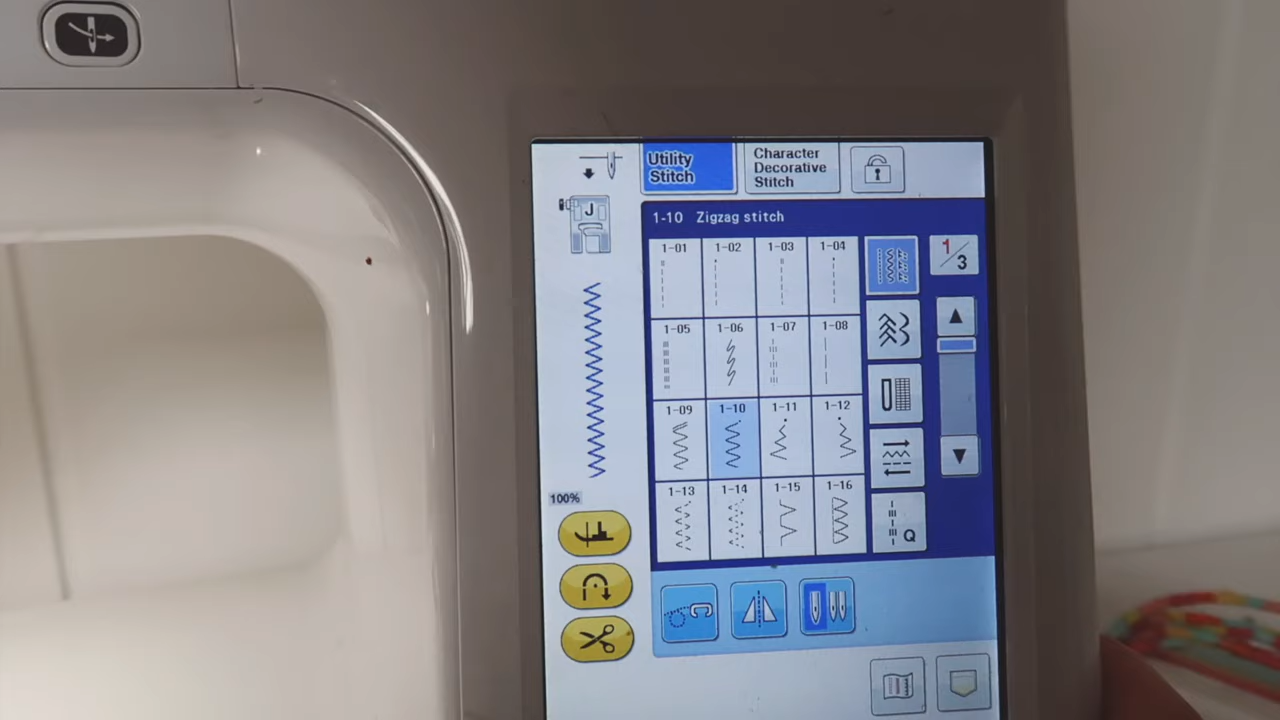 Utility
Stitch
Character
Decorative
Stitch
J
1-10 Zigzag stitch
1-01 1-02 1-03 1-04
1/3
1-05 1-06 1-07 1-08
1-09 1-10 1-11 1-12
1-13 1-14 1-15 1-16
100%
Q